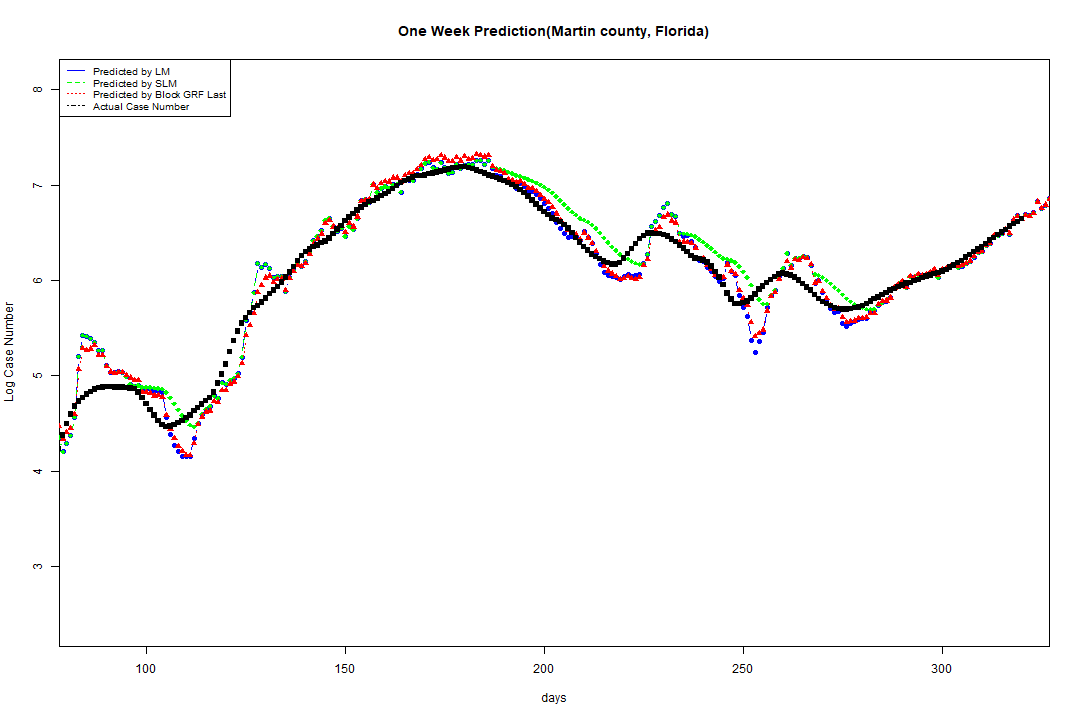 One Week Prediction(Martin county, Florida)
Predicted by LM
Predicted by SLM
Predicted by Block GRF Last
Actual Case Number
8
7
6
5
4
3
Log Case Number
100 150 200 250 300
days